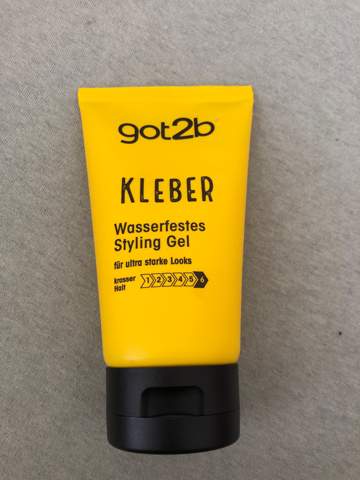 got2b
KLEBER
Wasserfestes
Styling Gel
für ultra starke Looks
krasser
Halt
1 2 3 4 5 6